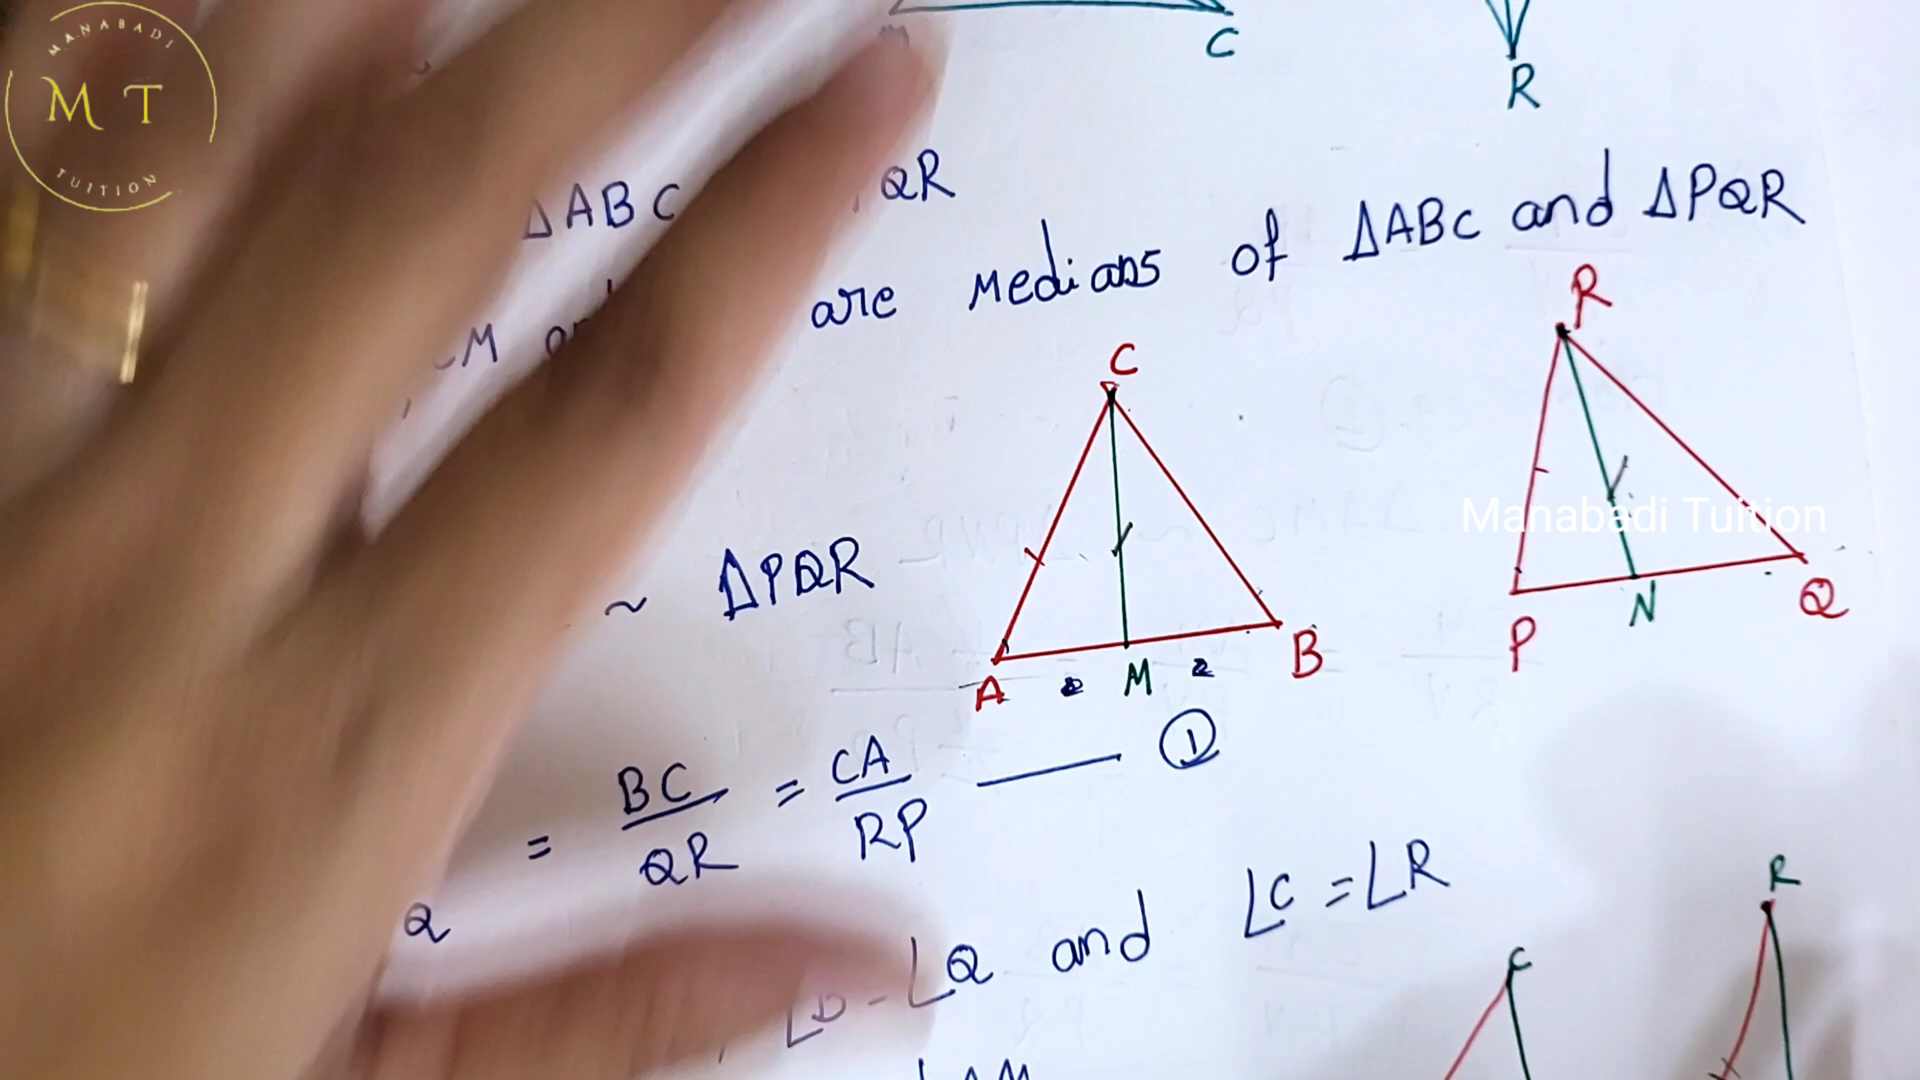 MANABADI
M T
TUITION
C
R
ΔABC QR
M are Medians of ΔABC and ΔPQR
C
R
Manabadi Tuition
~ ΔPQR
A M B
P N Q
= BC/QR = CA/RP ——— ①
Q
∠Q and ∠C = ∠R
R
C